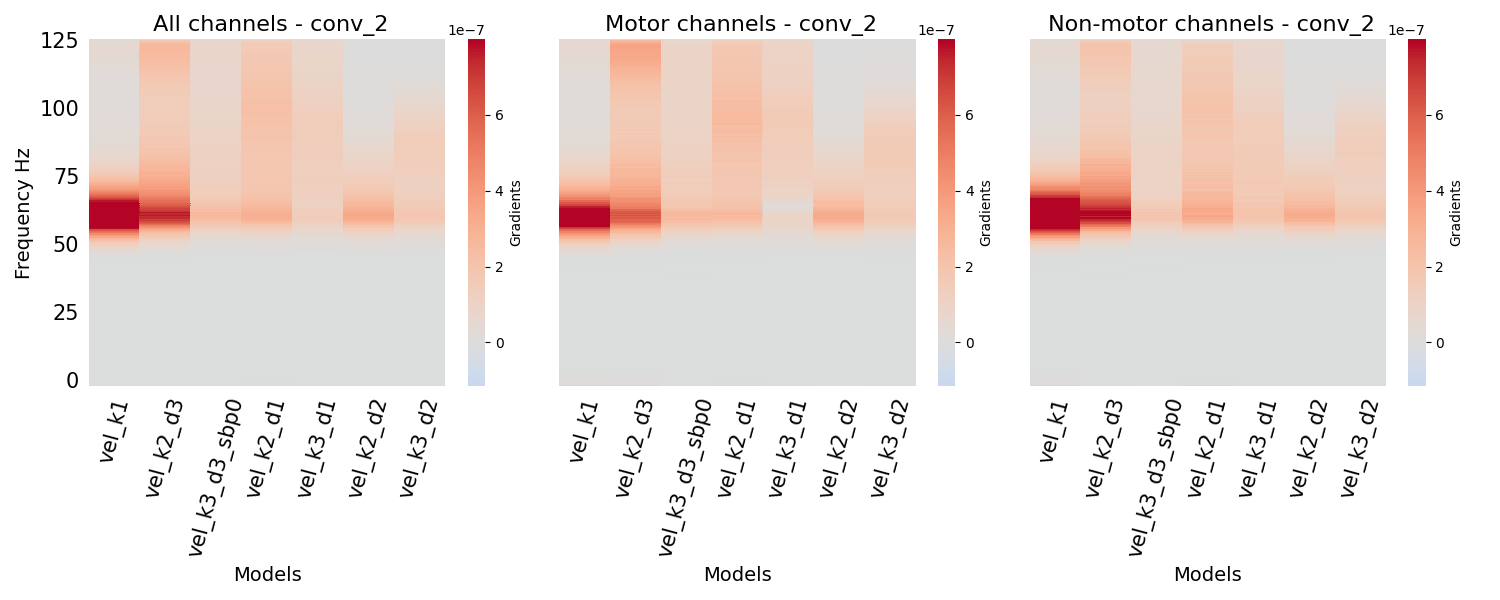 All channels - conv_2
Motor channels - conv_2
Non-motor channels - conv_2
1e−7
1e−7
1e−7
Frequency Hz
125
100
75
50
25
0
6
4
2
0
Gradients
6
4
2
0
Gradients
6
4
2
0
Gradients
vel_k1
vel_k2_d3
vel_k3_d3_sbp0
vel_k2_d1
vel_k3_d1
vel_k2_d2
vel_k3_d2
vel_k1
vel_k2_d3
vel_k3_d3_sbp0
vel_k2_d1
vel_k3_d1
vel_k2_d2
vel_k3_d2
vel_k1
vel_k2_d3
vel_k3_d3_sbp0
vel_k2_d1
vel_k3_d1
vel_k2_d2
vel_k3_d2
Models
Models
Models